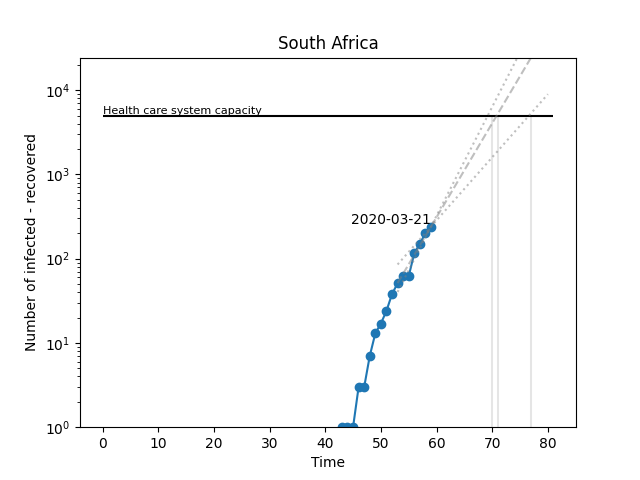 South Africa
Number of infected - recovered
10⁴
10³
10²
10¹
10⁰
Health care system capacity
2020-03-21
0 10 20 30 40 50 60 70 80
Time